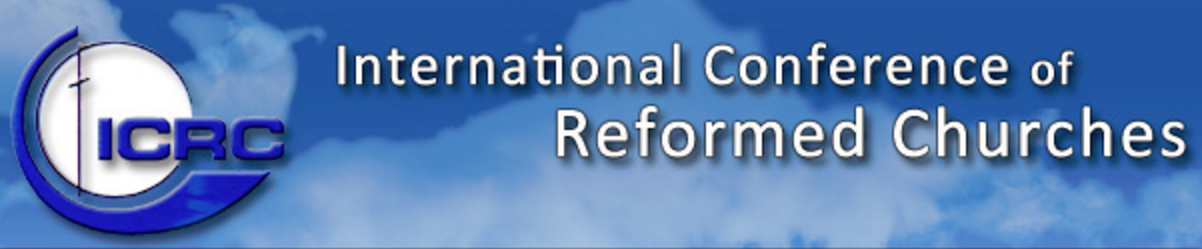 ICRC
International Conference of
Reformed Churches